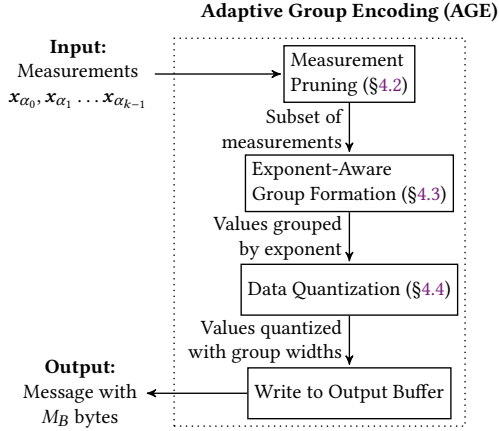 Adaptive Group Encoding (AGE)
Input:
Measurements
x_{α_0}, x_{α_1} … x_{α_{k−1}}
Measurement
Pruning (§4.2)
Subset of
measurements
Exponent-Aware
Group Formation (§4.3)
Values grouped
by exponent
Data Quantization (§4.4)
Values quantized
with group widths
Write to Output Buffer
Output:
Message with
M_B bytes